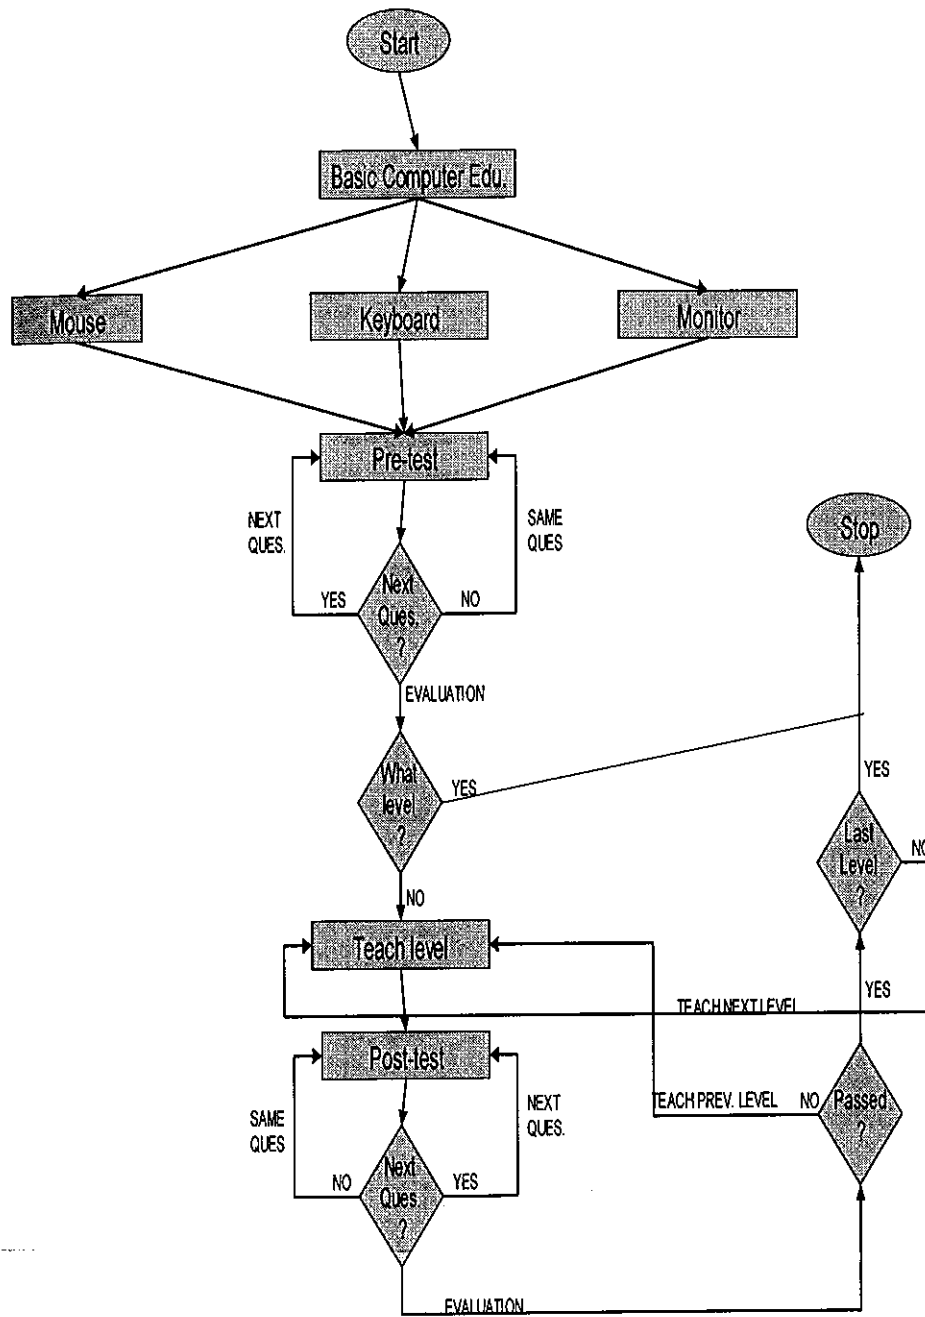 Start
Basic Computer Edu.
Mouse
Keyboard
Monitor
Pre-test
NEXT
QUES.
SAME
QUES
Stop
Next
Ques.
?
YES
NO
EVALUATION
What
level
?
YES
YES
Last
Level
?
NO
NO
Teach level
YES
TEACH NEXT LEVEL
Post-test
TEACH PREV. LEVEL
NO
Passed
?
SAME
QUES
NEXT
QUES.
Next
Ques.
?
NO
YES
EVALUATION